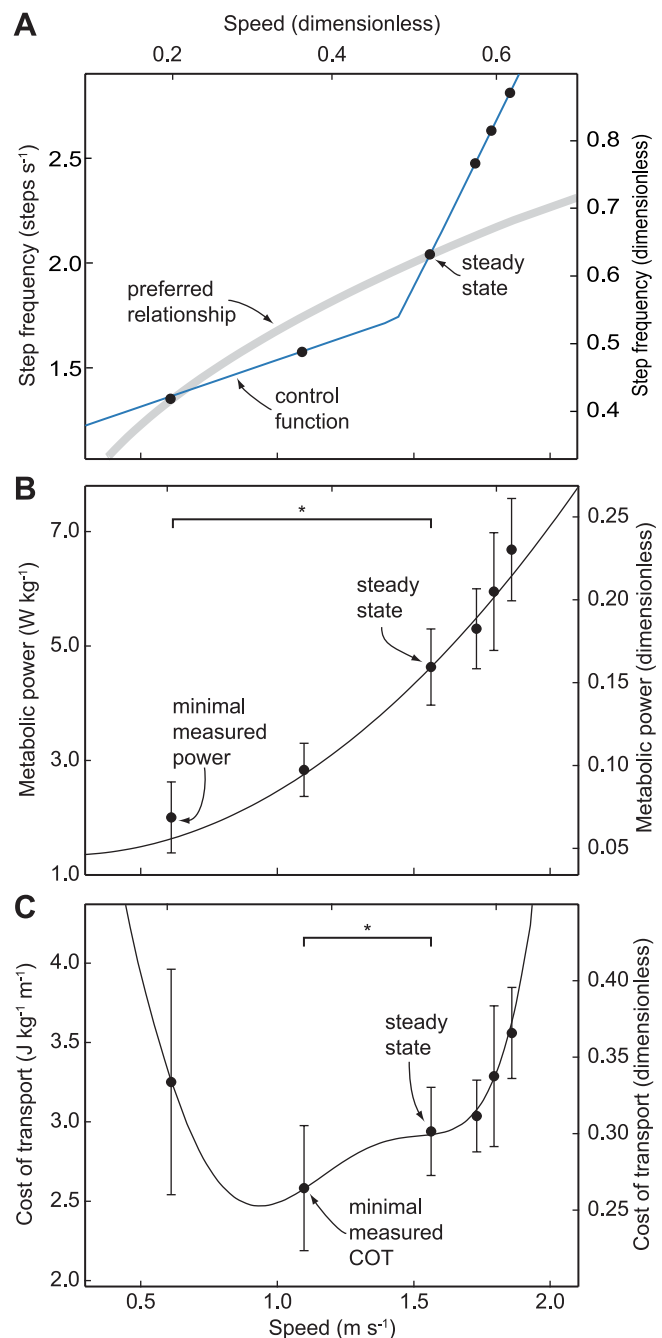 A
Speed (dimensionless)
0.2
0.4
0.6
Step frequency (steps s⁻¹)
2.5
2.0
1.5
preferred
relationship
control
function
steady
state
0.8
0.7
0.6
0.5
0.4
Step frequency (dimensionless)
B
Metabolic power (W kg⁻¹)
7.0
5.0
3.0
1.0
*
steady
state
minimal
measured
power
0.25
0.20
0.15
0.10
0.05
Metabolic power (dimensionless)
C
Cost of transport (J kg⁻¹ m⁻¹)
4.0
3.5
3.0
2.5
2.0
*
steady
state
minimal
measured
COT
0.40
0.35
0.30
0.25
Cost of transport (dimensionless)
0.5
1.0
1.5
2.0
Speed (m s⁻¹)